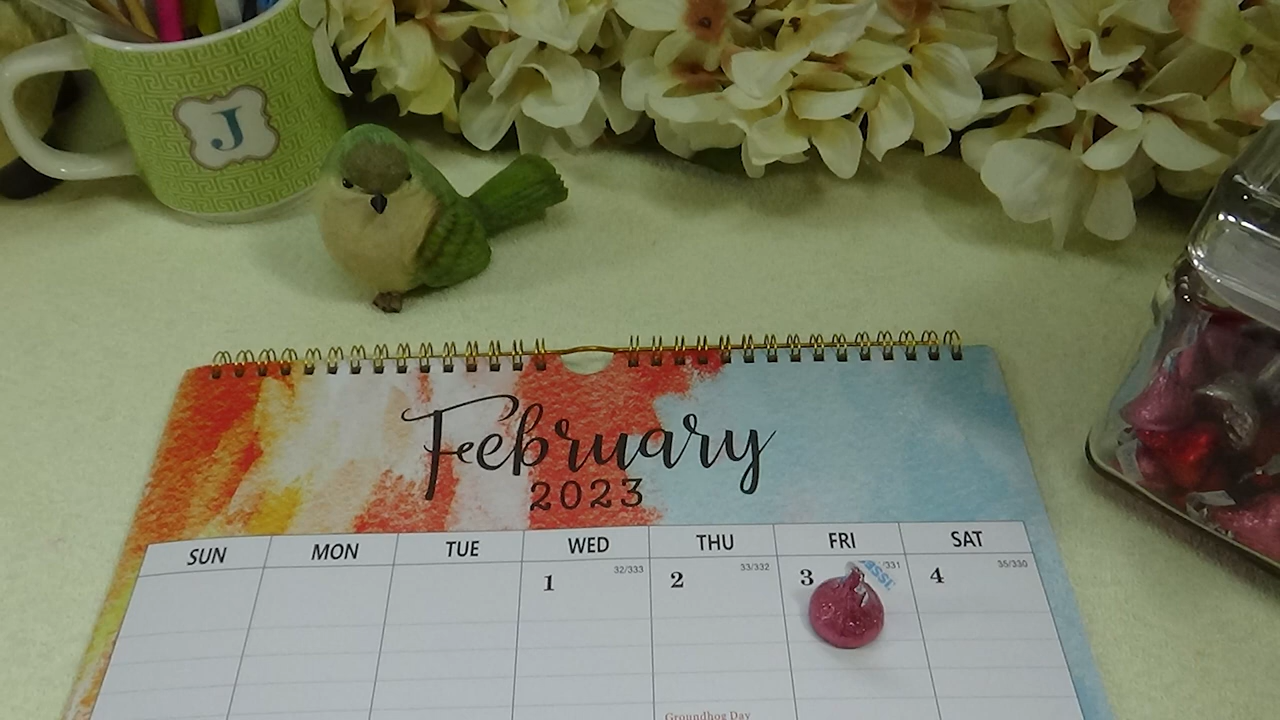 J
February
2023
SUN MON TUE WED THU FRI SAT
32/333 33/332 /331 35/330
1 2 3 4
Groundhog Day